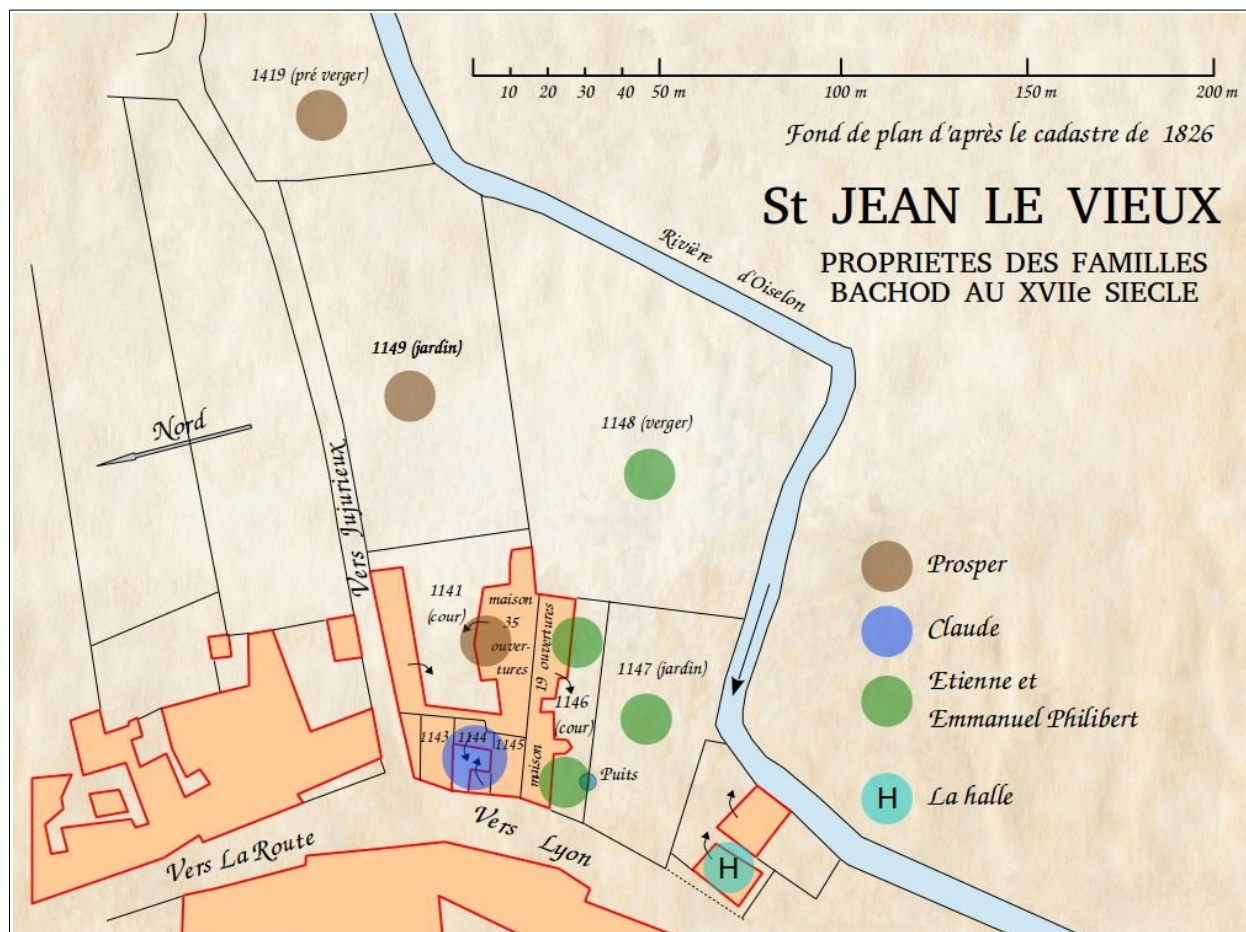 1419 (pré verger)
10 20 30 40 50 m 100 m 150 m 200 m
Fond de plan d'après le cadastre de 1826
St JEAN LE VIEUX
PROPRIETES DES FAMILLES
BACHOD AU XVIIe SIECLE
Rivière
d'Oiselon
1149 (jardin)
Nord
1148 (verger)
Vers Jujurieux
Prosper
Claude
Etienne et
Emmanuel Philibert
H La halle
1141
(cour)
maison
35
ouver-
tures
19 ouvertures
maison
1146
(cour)
1147 (jardin)
1143
1144
1145
Puits
Vers Lyon
Vers La Route
H